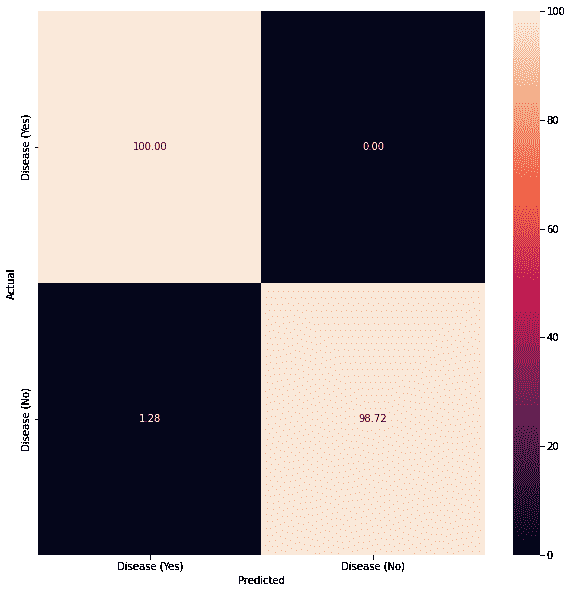 Actual
Disease (Yes)
100.00
0.00
Disease (No)
1.28
98.72
Disease (Yes)
Disease (No)
Predicted
100
80
60
40
20
0